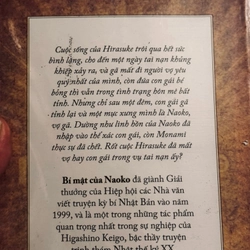 Cuộc sống của Hirasuke trôi qua hết sức
bình lặng, cho đến một ngày tai nạn khủng
khiếp xảy ra, và gã mất đi người vợ yêu
quý nhất của mình, còn đứa con gái bé
bỏng thì vẫn trong tình trạng hôn mê bất
tỉnh. Nhưng chỉ sau một đêm, con gái gã
tỉnh lại và một mực xưng mình là Naoko,
vợ gã. Dường như linh hồn của Naoko đã
nhập vào thể xác con gái, còn Monami
thực sự đã chết. Rốt cuộc Hirasuke đã mất
vợ hay con gái trong vụ tai nạn ấy?
Bí mật của Naoko đã giành Giải
thưởng của Hiệp hội các Nhà văn
viết truyện kỳ bí Nhật Bản vào năm
1999, và là một trong những tác phẩm
quan trọng nhất trong sự nghiệp của
Higashino Keigo, bậc thầy truyện
trinh thám Nhật thế kỷ XX.